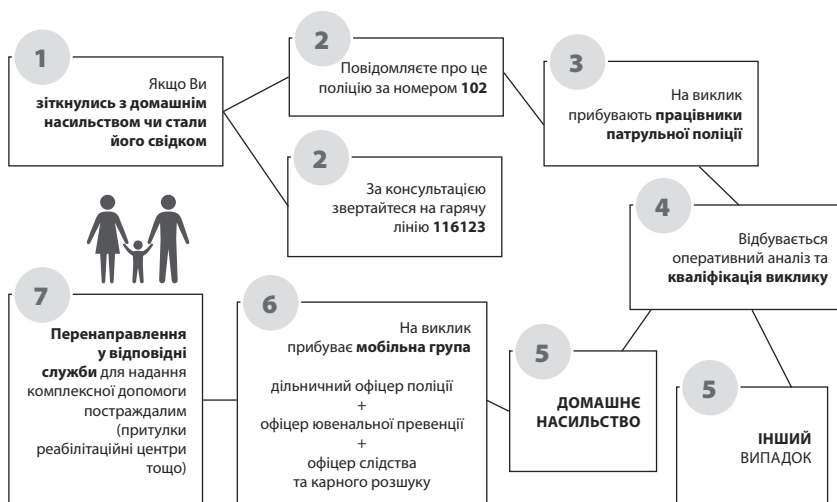 1
Якщо Ви
зіткнулись з домашнім
насильством чи стали
його свідком
2
Повідомляєте про це
поліцію за номером 102
2
За консультацією
звертайтеся на гарячу
лінію 116123
3
На виклик
прибувають працівники
патрульної поліції
4
Відбувається
оперативний аналіз та
кваліфікація виклику
5
ДОМАШНЄ
НАСИЛЬСТВО
5
ІНШИЙ
ВИПАДОК
6
На виклик
прибуває мобільна група
дільничний офіцер поліції
+
офіцер ювенальної превенції
+
офіцер слідства
та карного розшуку
7
Перенаправлення
у відповідні
служби для надання
комплексної допомоги
постраждалим
(притулки
реабілітаційні центри
тощо)